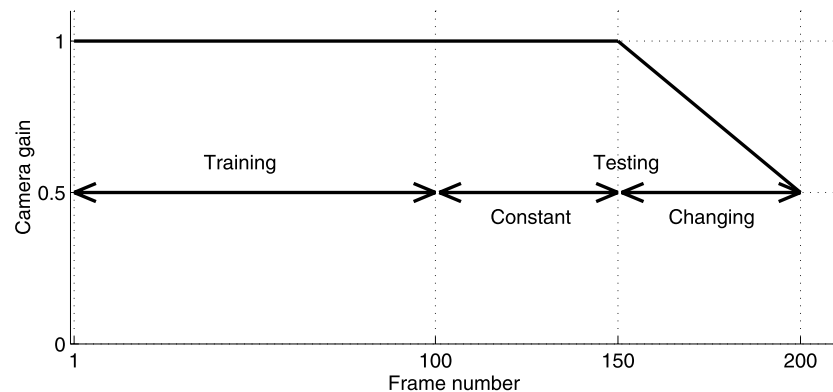 1
Training
Testing
Camera gain
0.5
Constant
Changing
0
1
100
150
200
Frame number